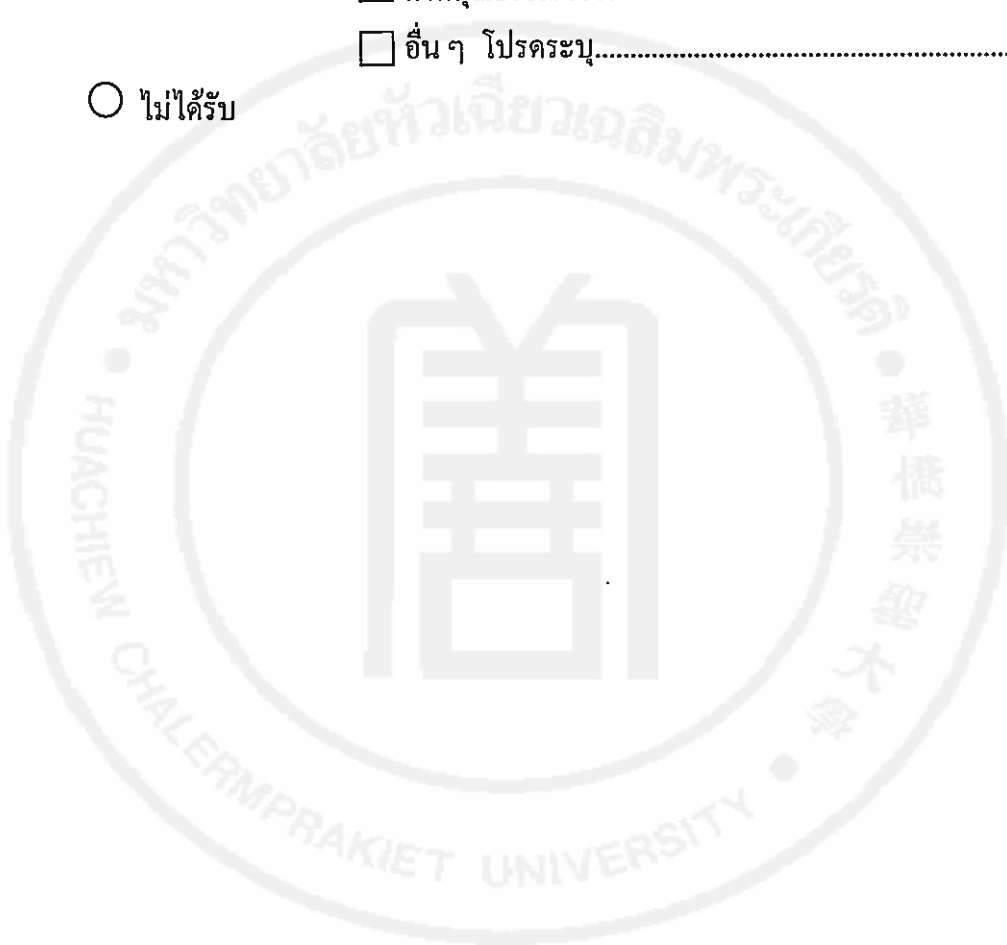 อื่น ๆ โปรดระบุ..........................................................................
ไม่ได้รับ
มหาวิทยาลัยหัวเฉียวเฉลิมพระเกียรติ
華僑崇聖大學
HUACHIEW CHALERMPRAKIET UNIVERSITY